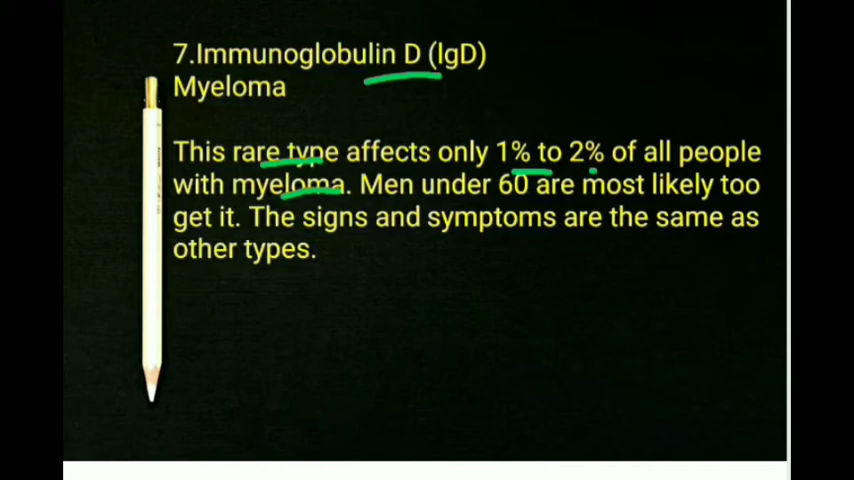 7.Immunoglobulin D (IgD)
Myeloma
This rare type affects only 1% to 2% of all people
with myeloma. Men under 60 are most likely too
get it. The signs and symptoms are the same as
other types.